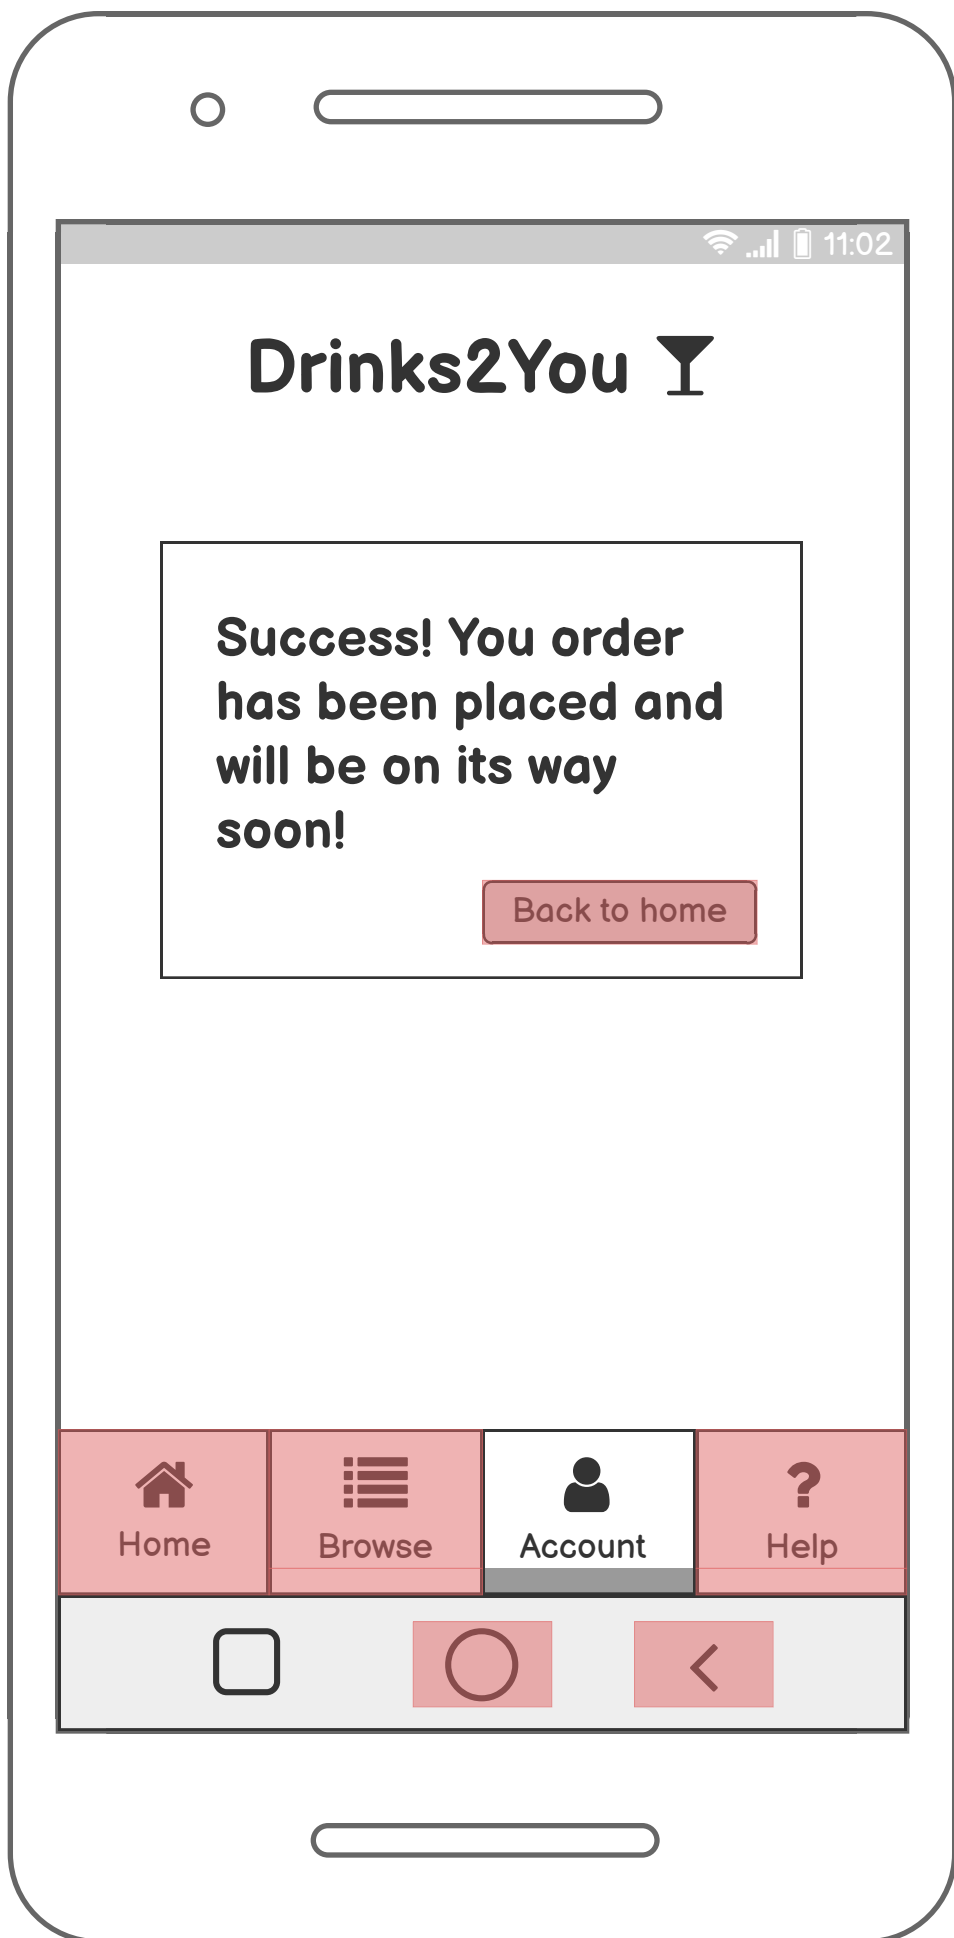 11:02
Drinks2You
Success! You order
has been placed and
will be on its way
soon!
Back to home
Home
Browse
Account
Help